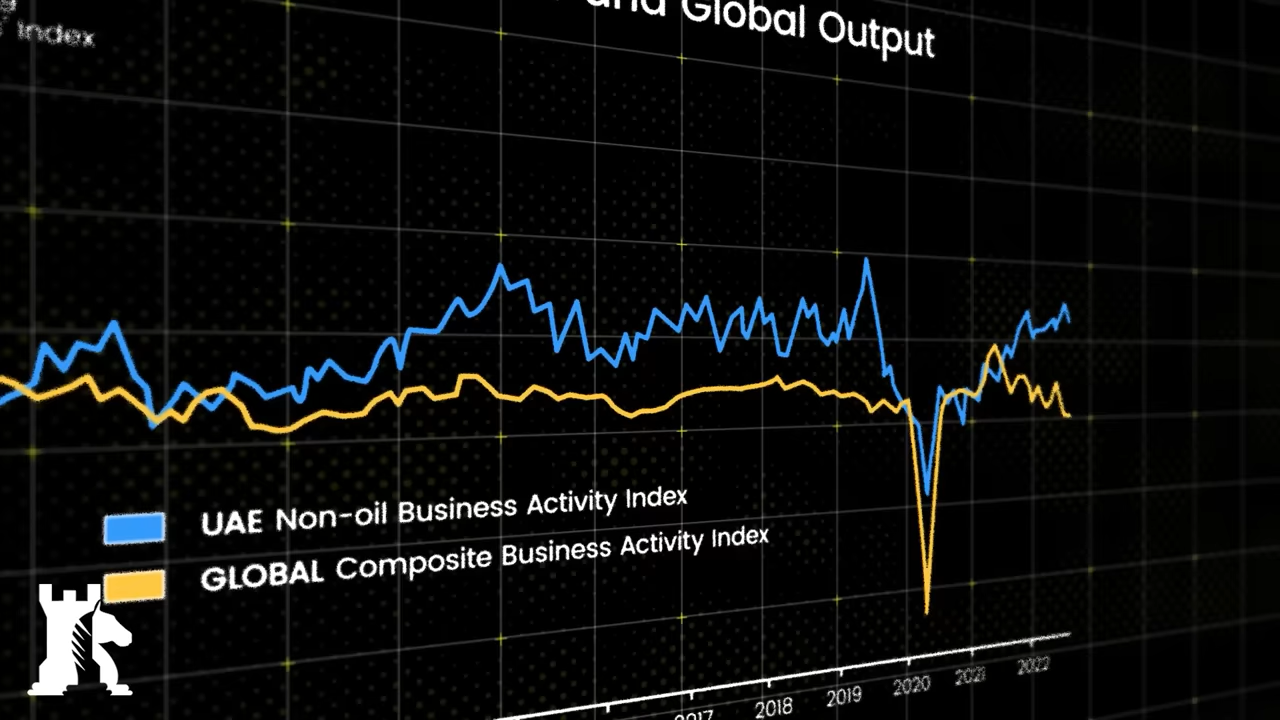 and Global Output
Index
UAE Non-oil Business Activity Index
GLOBAL Composite Business Activity Index
2017
2018
2019
2020
2021
2022